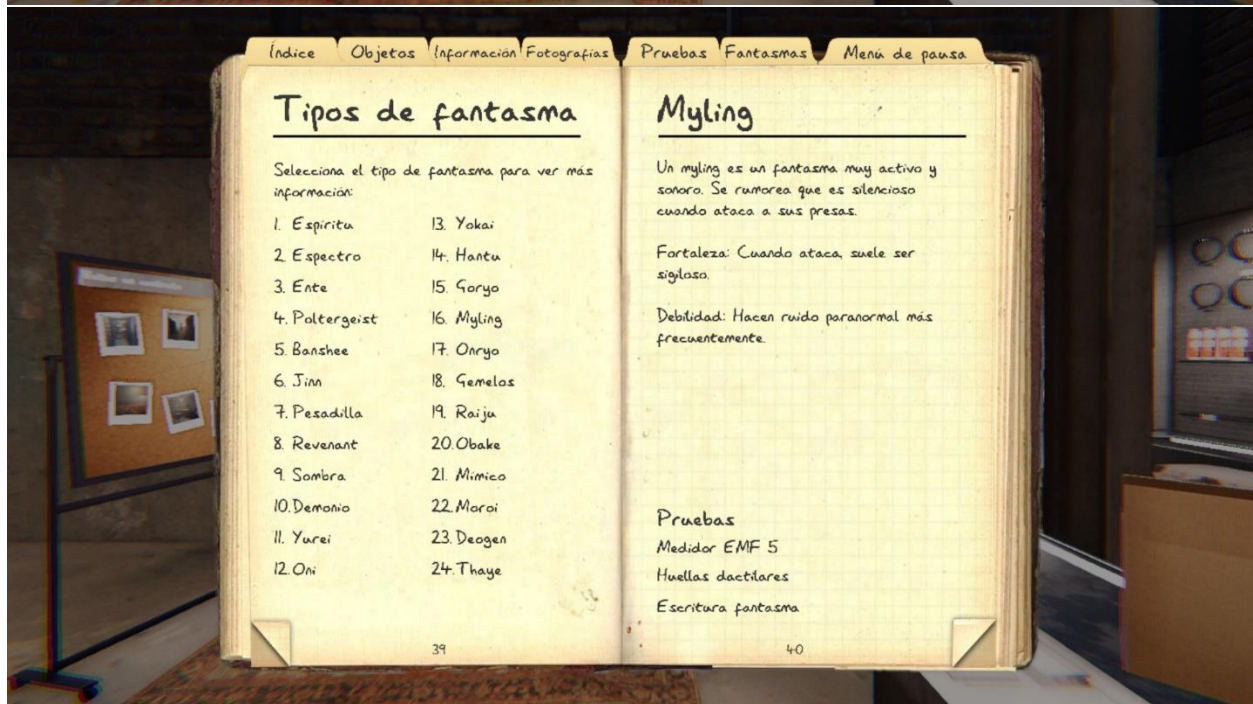 Índice
Objetos
Información
Fotografías
Pruebas
Fantasmas
Menú de pausa
Tipos de fantasma
Selecciona el tipo de fantasma para ver más
información:
1. Espíritu
2. Espectro
3. Ente
4. Poltergeist
5. Banshee
6. Jinn
7. Pesadilla
8. Revenant
9. Sombra
10. Demonio
11. Yurei
12. Oni
13. Yokai
14. Hantu
15. Goryo
16. Myling
17. Onryo
18. Gemelos
19. Raiju
20. Obake
21. Mímico
22. Moroi
23. Deogen
24. Thaye
39
Myling
Un myling es un fantasma muy activo y
sonoro. Se rumorea que es silencioso
cuando ataca a sus presas.
Fortaleza: Cuando ataca, suele ser
sigiloso.
Debilidad: Hacen ruido paranormal más
frecuentemente.
Pruebas
Medidor EMF 5
Huellas dactilares
Escritura fantasma
40